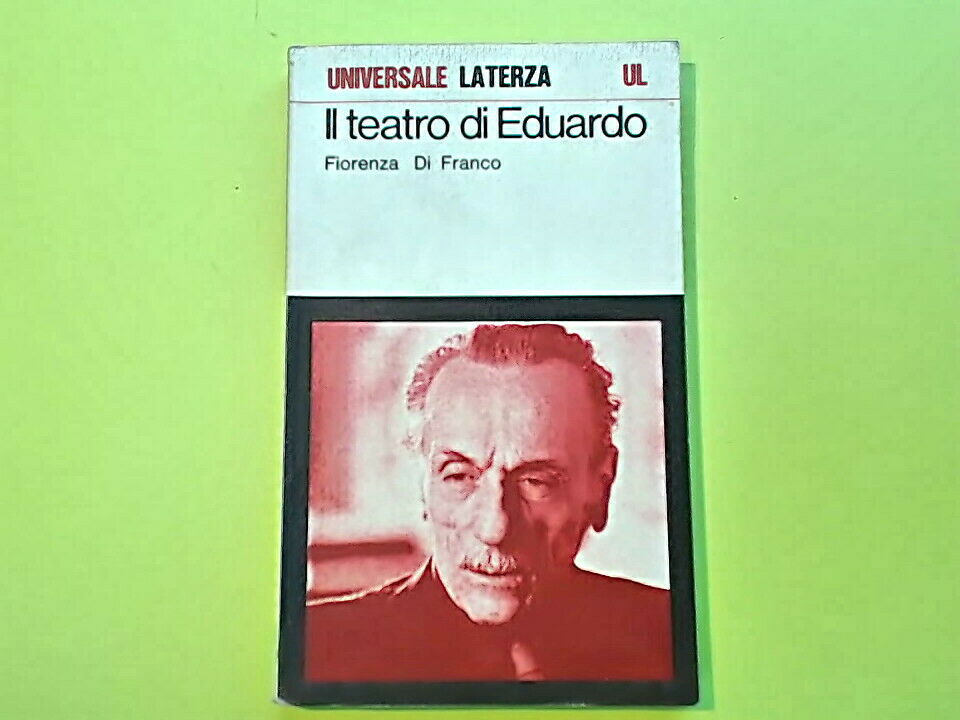 UNIVERSALE LATERZA UL
Il teatro di Eduardo
Fiorenza Di Franco